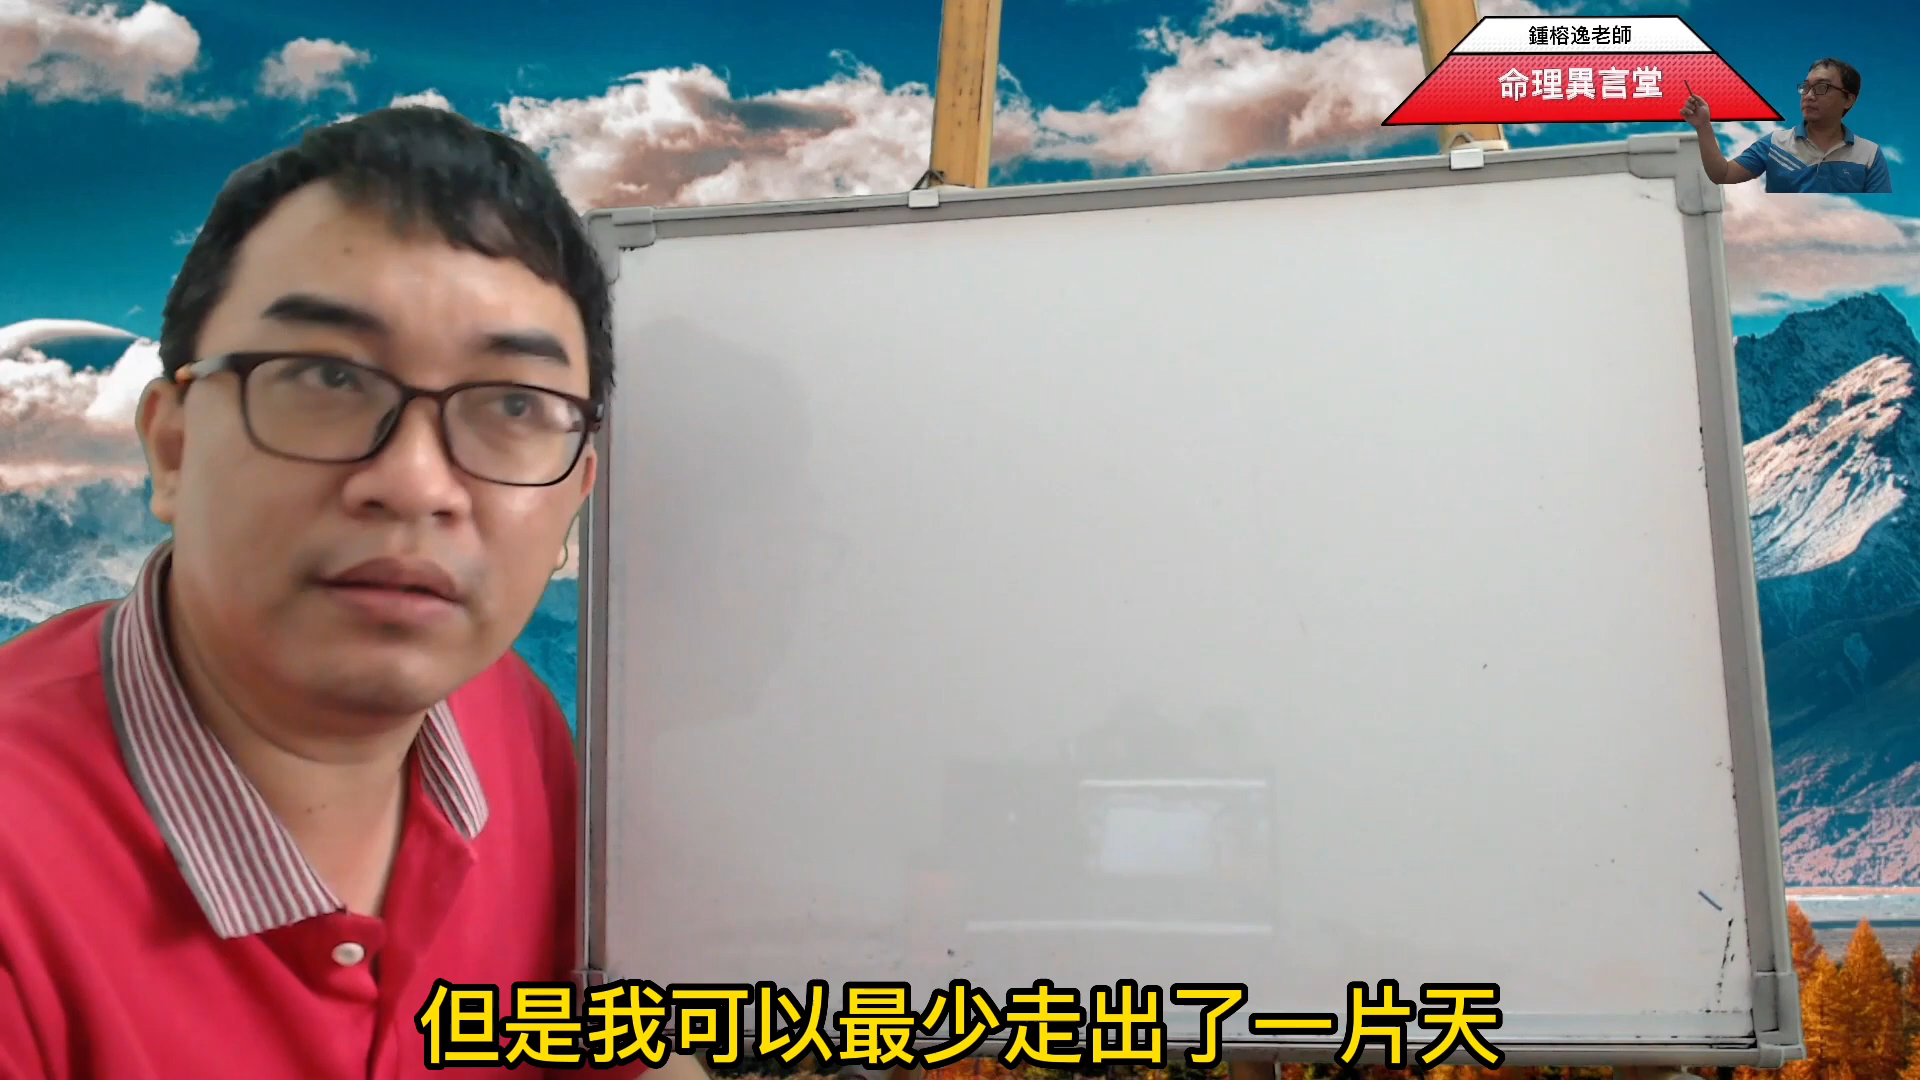 鍾榕逸老師
命理異言堂
但是我可以最少走出了一片天